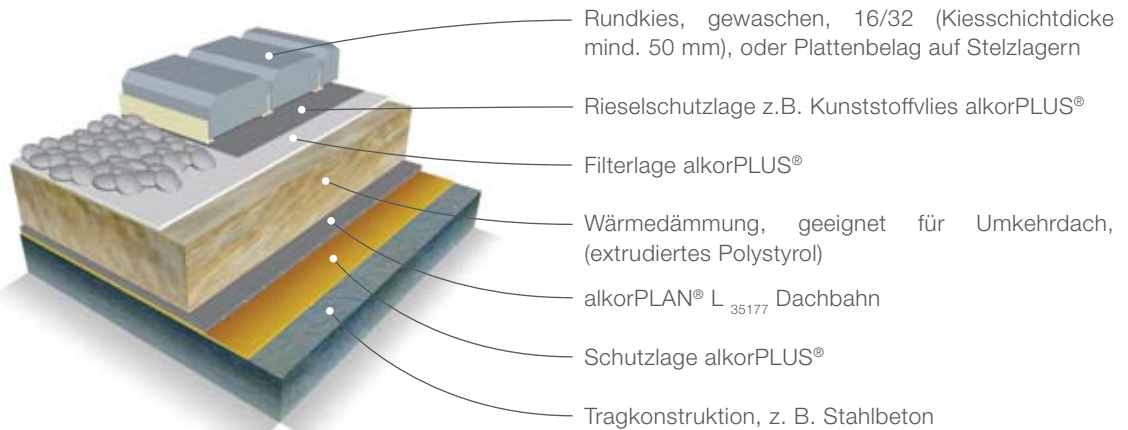 Rundkies, gewaschen, 16/32 (Kiesschichtdicke
mind. 50 mm), oder Plattenbelag auf Stelzlagern
Rieselschutzlage z.B. Kunststoffvlies alkorPLUS®
Filterlage alkorPLUS®
Wärmedämmung, geeignet für Umkehrdach,
(extrudiertes Polystyrol)
alkorPLAN® L 35177 Dachbahn
Schutzlage alkorPLUS®
Tragkonstruktion, z. B. Stahlbeton